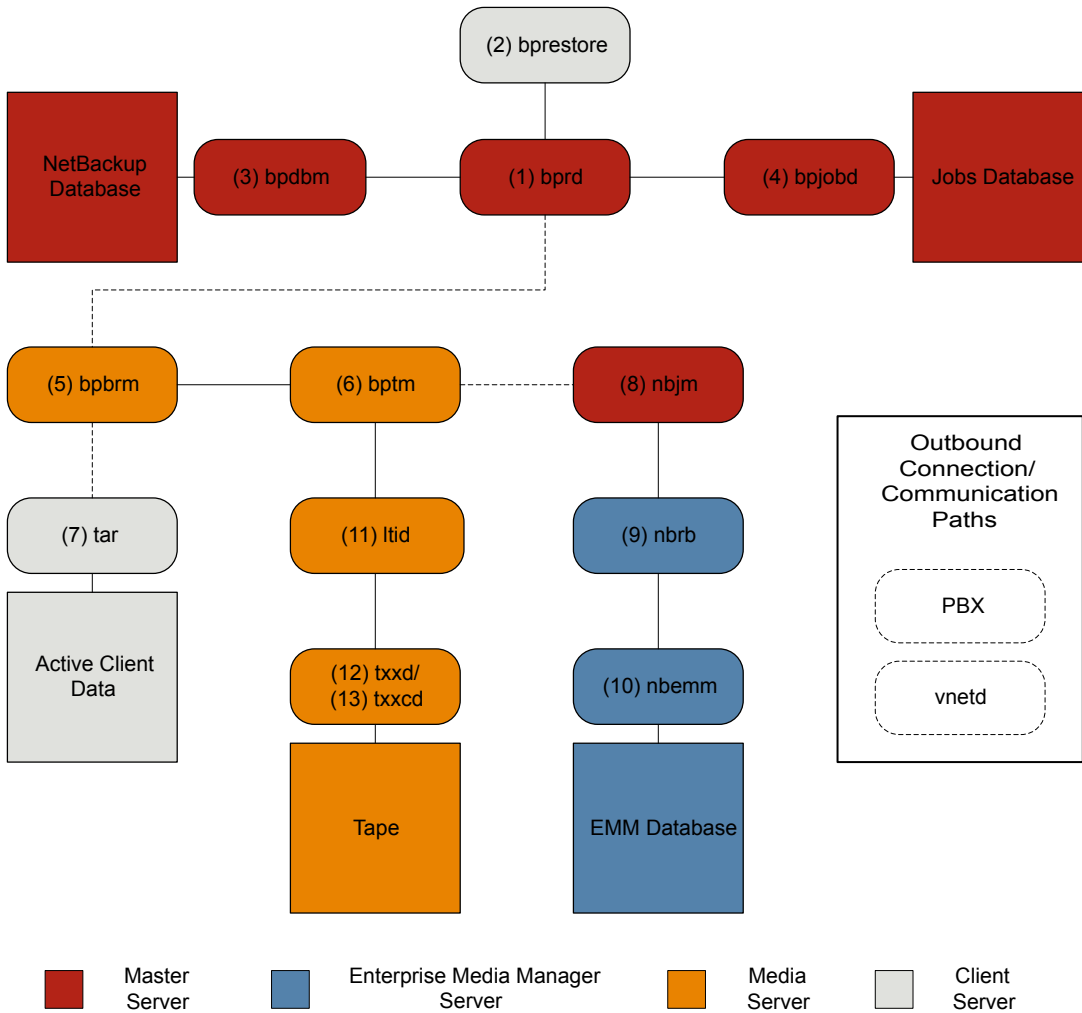 (2) bprestore
NetBackup
Database
(3) bpdbm
(1) bprd
(4) bpjobd
Jobs Database
(5) bpbrm
(6) bptm
(8) nbjm
Outbound
Connection/
Communication
Paths
(7) tar
(11) ltid
(9) nbrb
PBX
Active Client
Data
(12) txxd/
(13) txxcd
(10) nbemm
vnetd
Tape
EMM Database
Master
Server
Enterprise Media Manager
Server
Media
Server
Client
Server